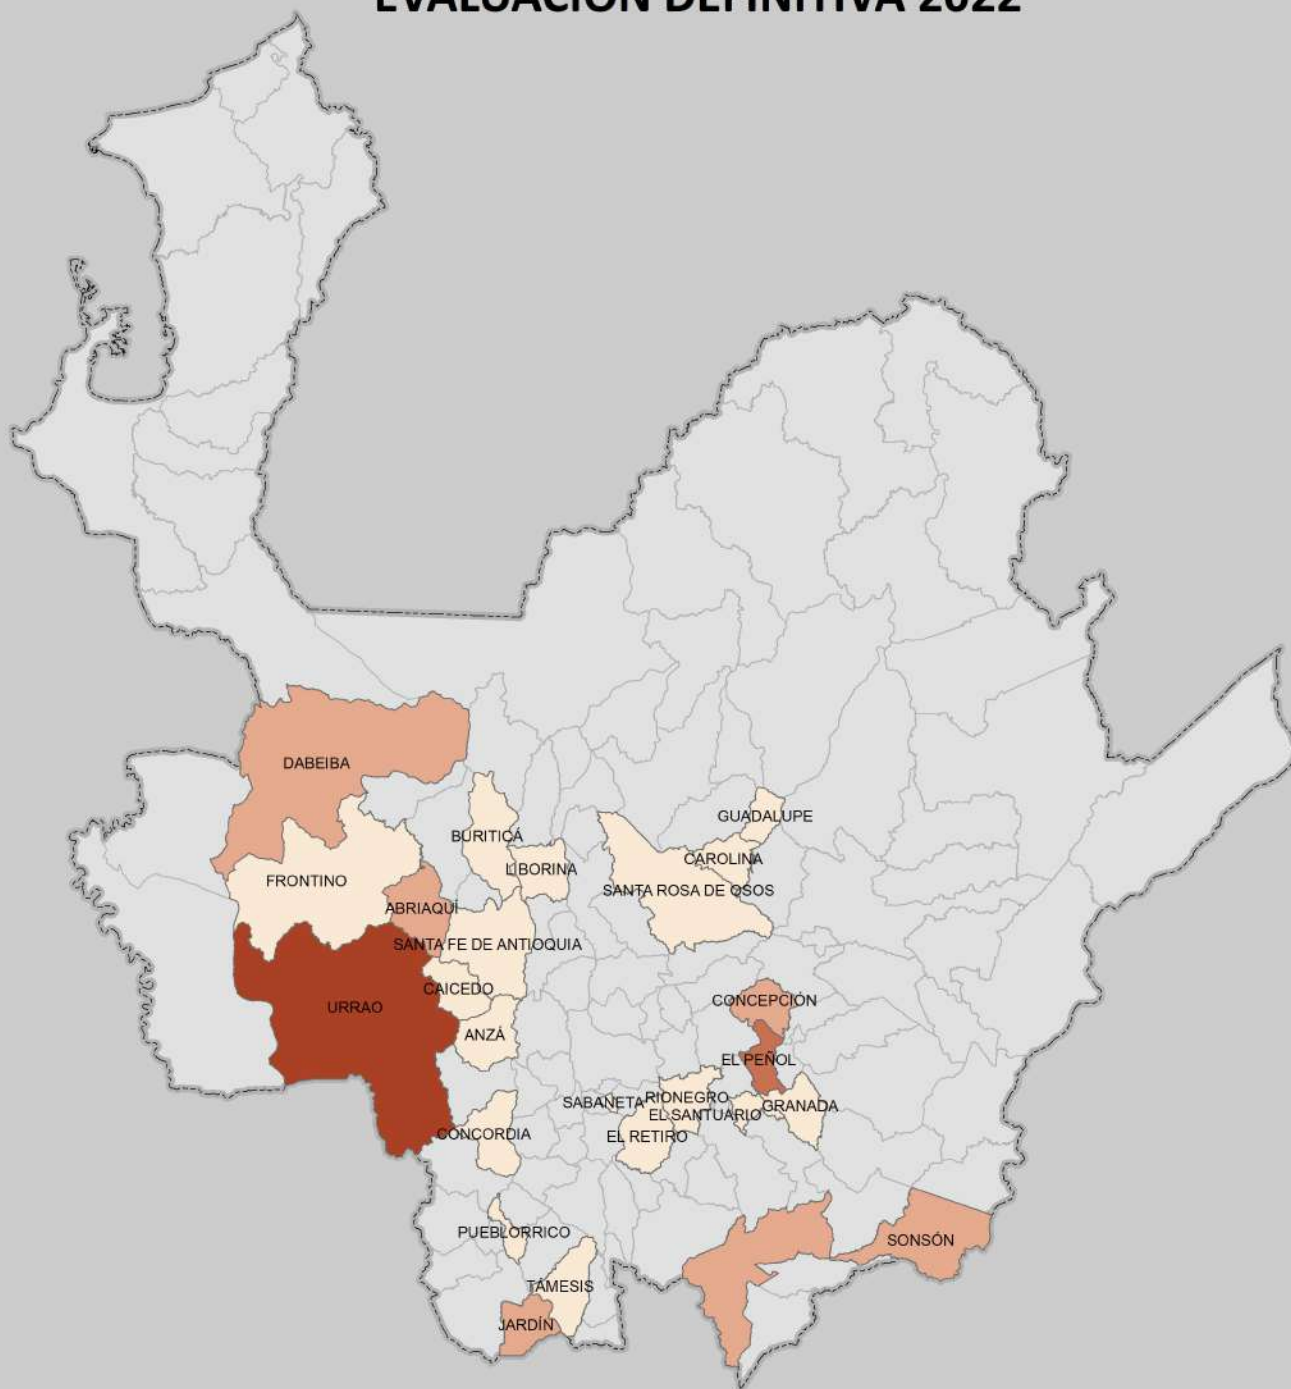 EVALUACIÓN DEFINITIVA 2022
DABEIBA
GUADALUPE
BURITICÁ
CAROLINA
LIBORINA
FRONTINO
SANTA ROSA DE OSOS
ABRIAQUÍ
SANTA FE DE ANTIOQUIA
CAICEDO
CONCEPCIÓN
URRAO
ANZÁ
EL PEÑOL
SABANETA
RIONEGRO
GRANADA
EL SANTUARIO
CONCORDIA
EL RETIRO
PUEBLORRICO
SONSÓN
TÁMESIS
JARDÍN